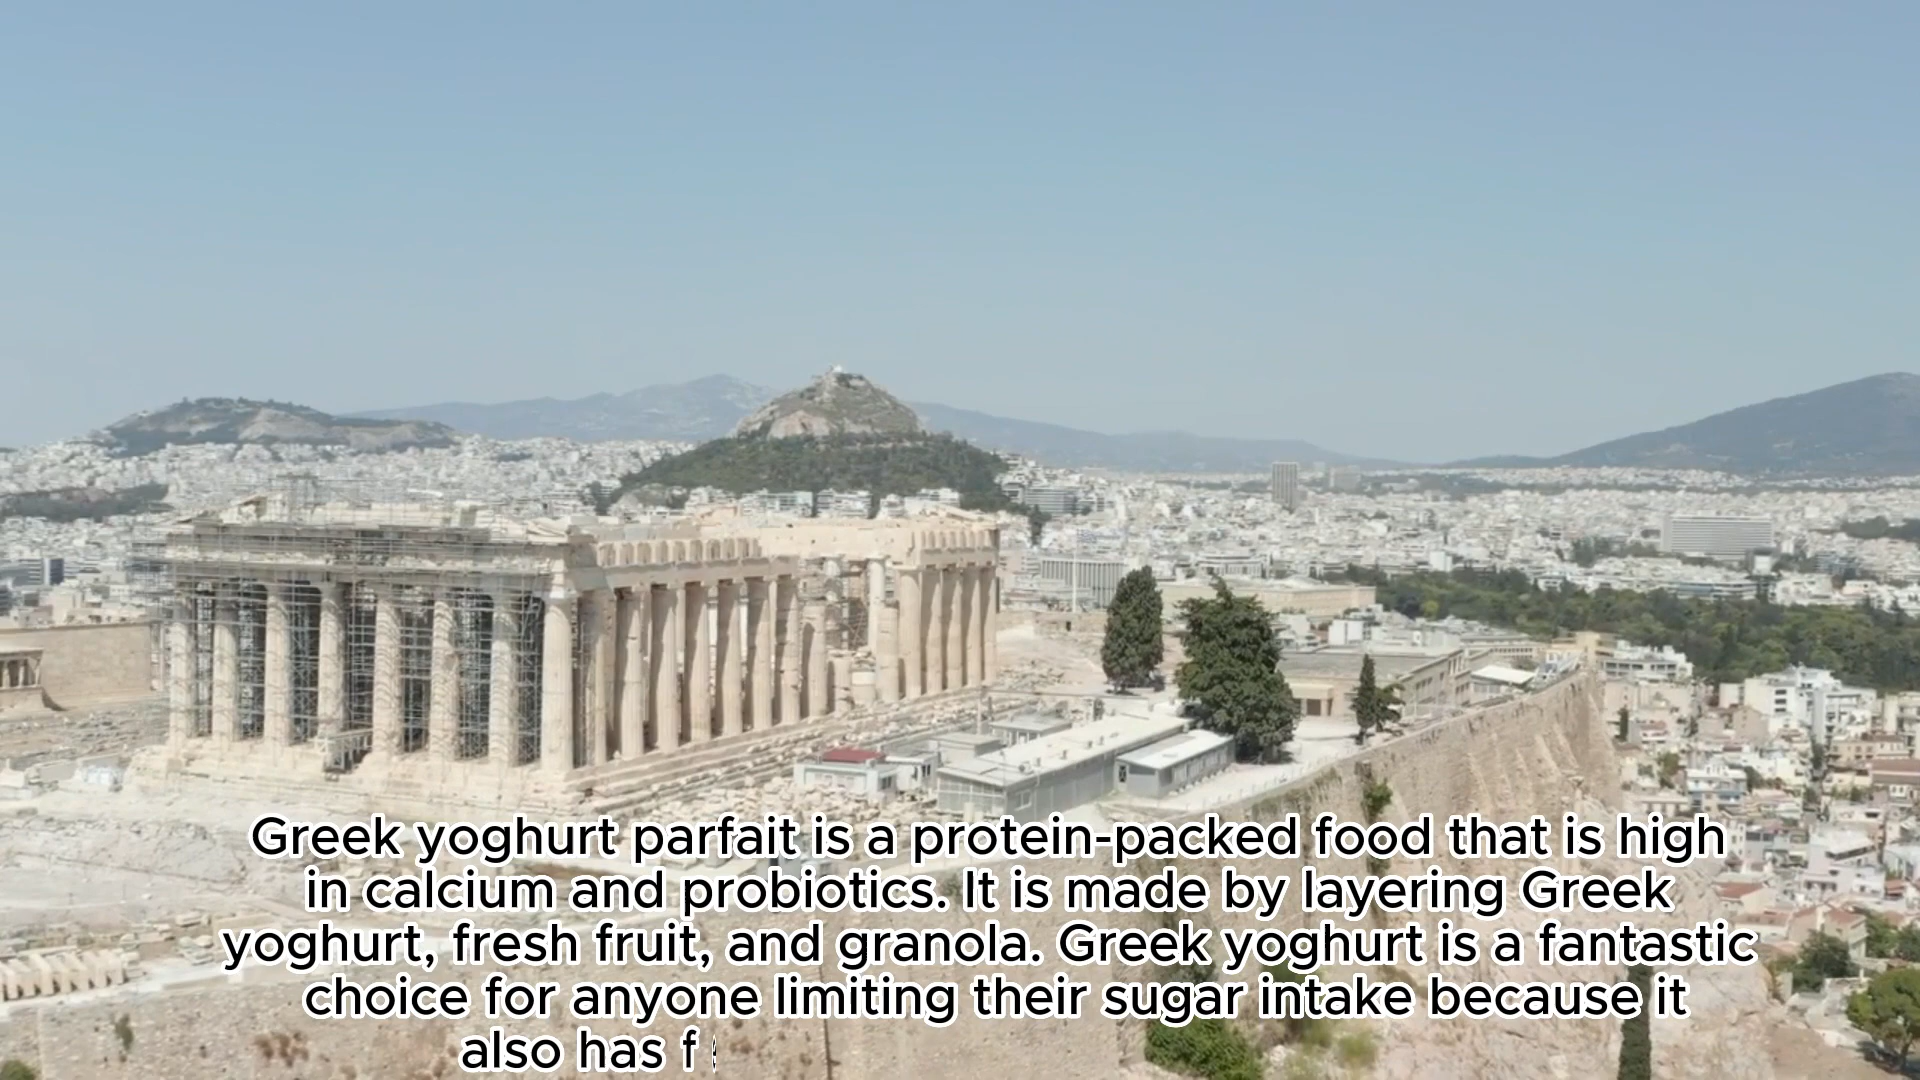 Greek yoghurt parfait is a protein-packed food that is high
in calcium and probiotics. It is made by layering Greek
yoghurt, fresh fruit, and granola. Greek yoghurt is a fantastic
choice for anyone limiting their sugar intake because it
also has f